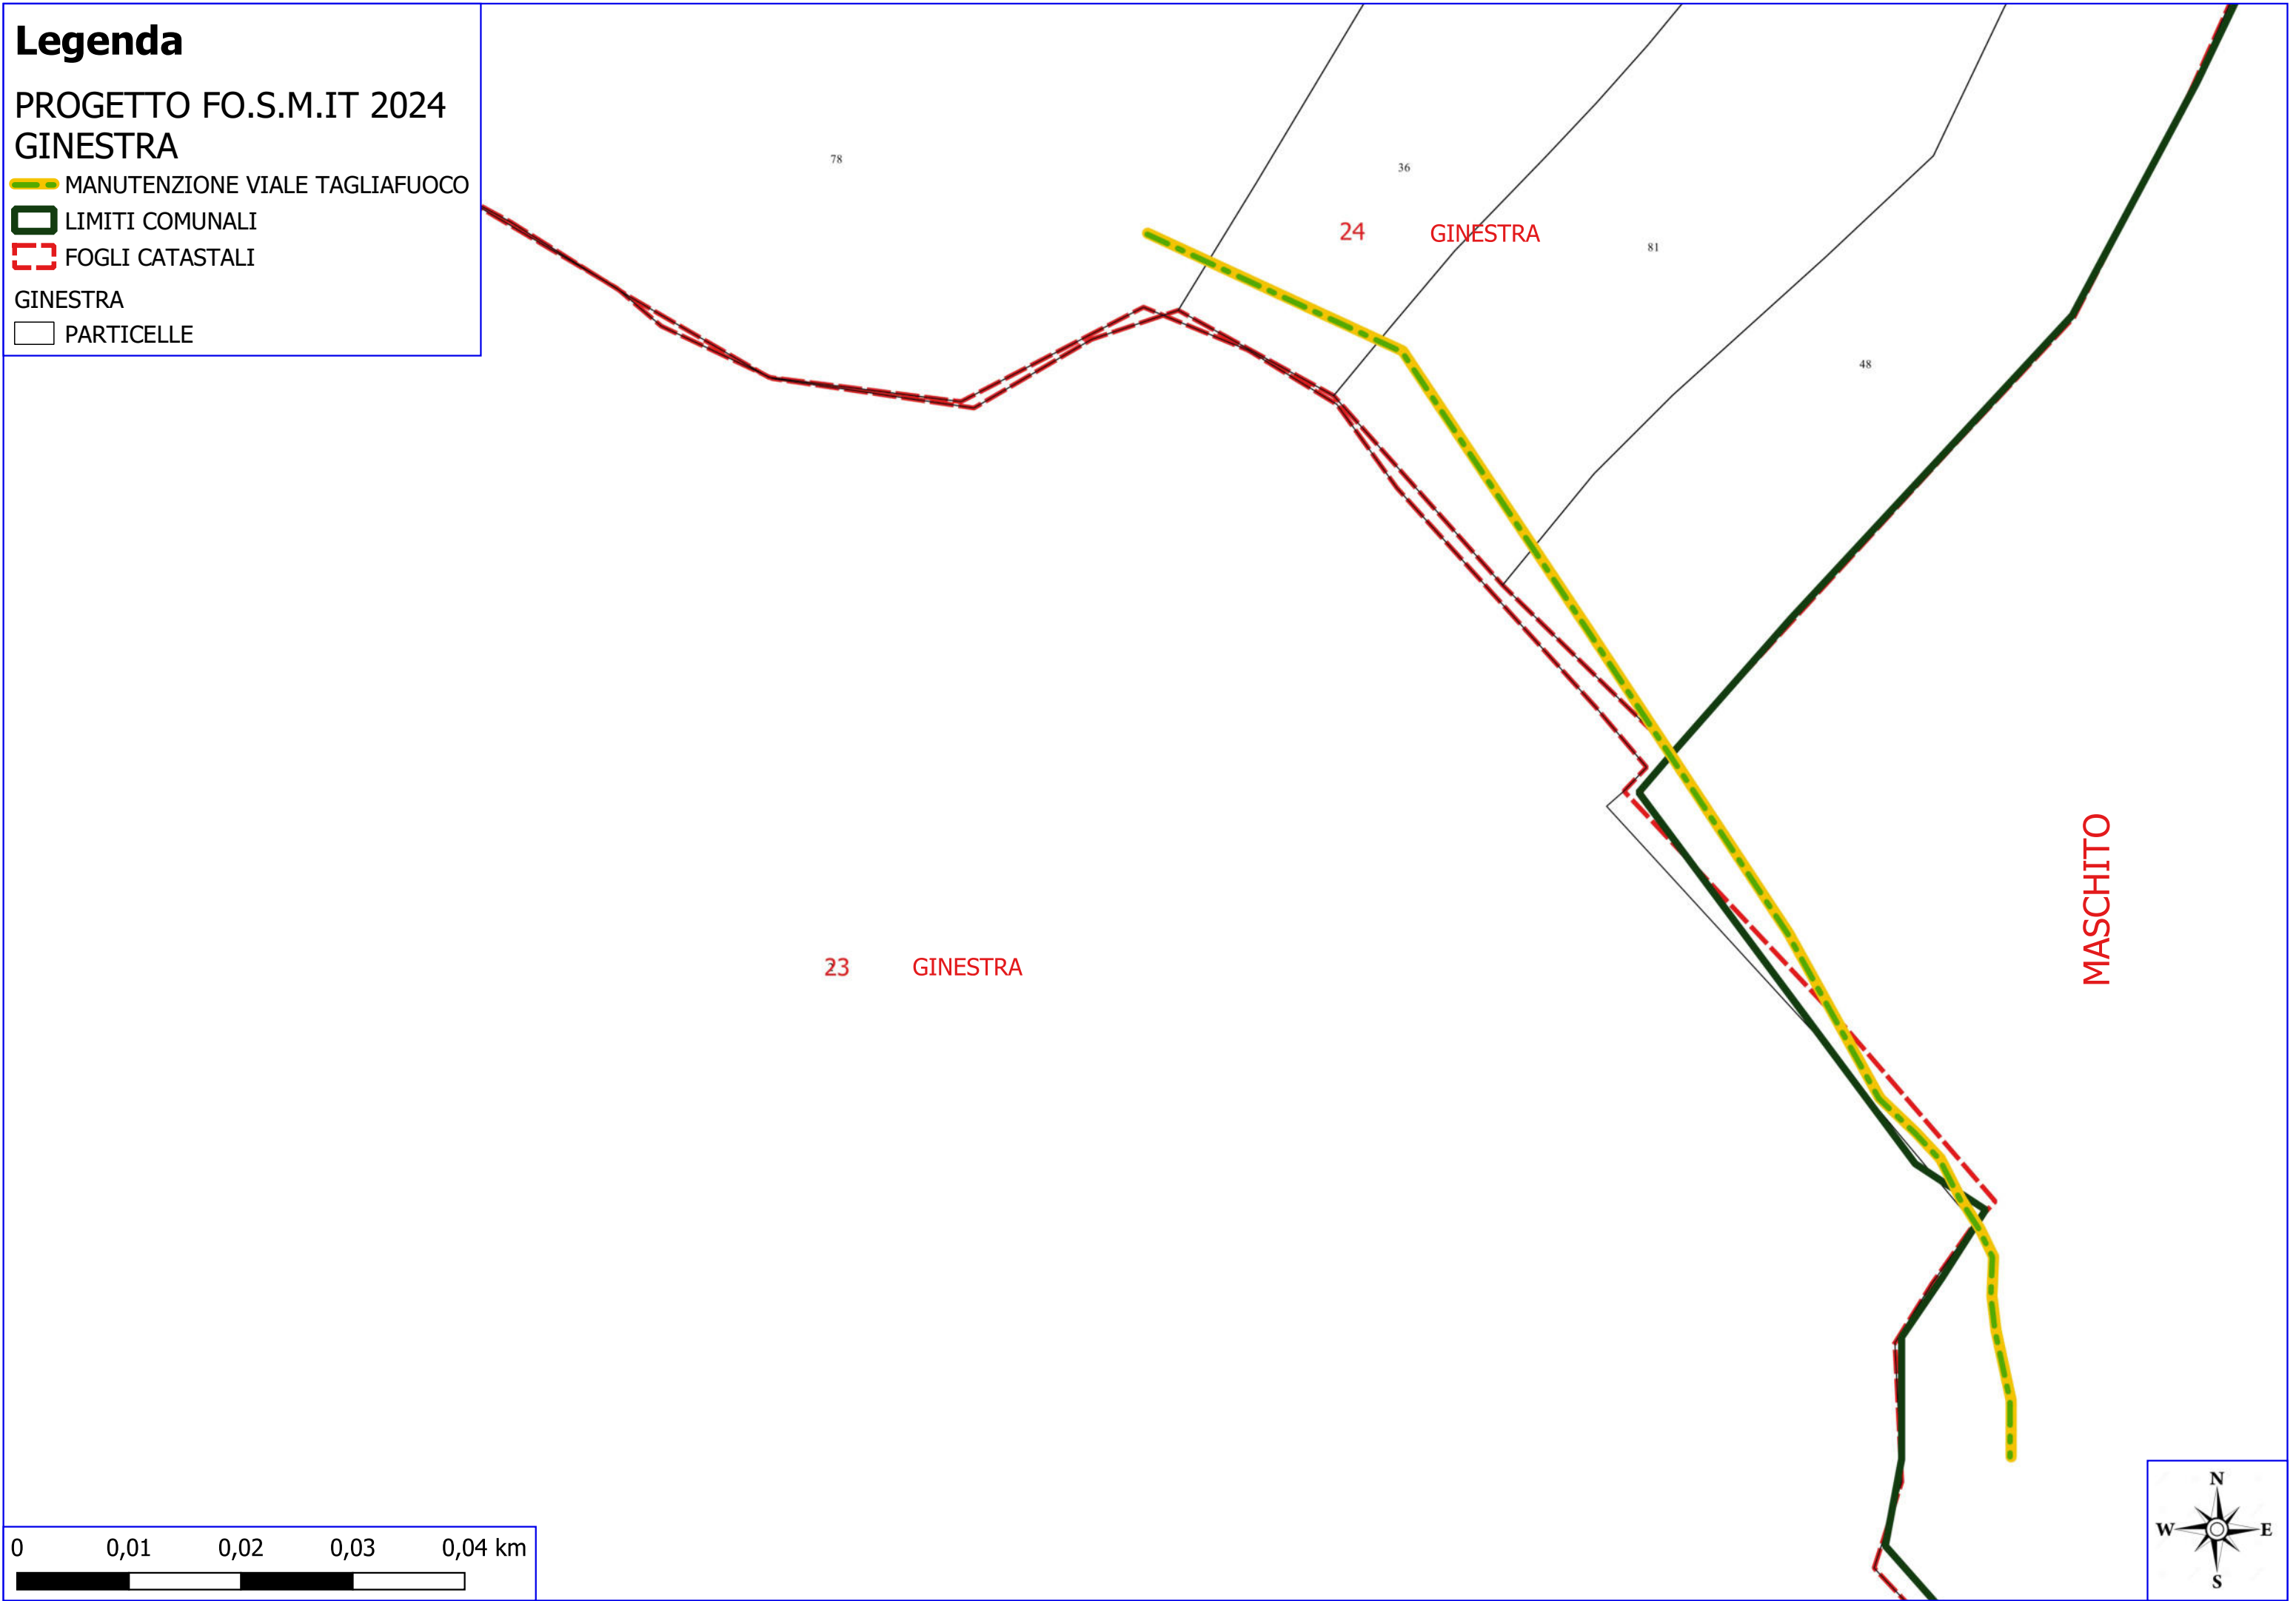 Legenda
PROGETTO FO.S.M.IT 2024
GINESTRA
MANUTENZIONE VIALE TAGLIAFUOCO
LIMITI COMUNALI
FOGLI CATASTALI
GINESTRA
PARTICELLE
78
36
24 GINESTRA
81
48
MASCHITO
23 GINESTRA
0 0,01 0,02 0,03 0,04 km
N
W E
S